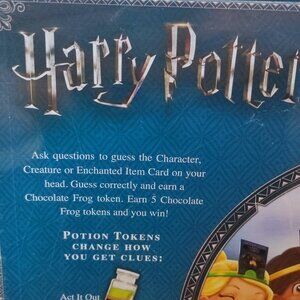 Harry Potter
Ask questions to guess the Character,
Creature or Enchanted Item Card on your
head. Guess correctly and earn a
Chocolate Frog token. Earn 5 Chocolate
Frog tokens and you win!
POTION TOKENS
CHANGE HOW
YOU GET CLUES:
Act It Out